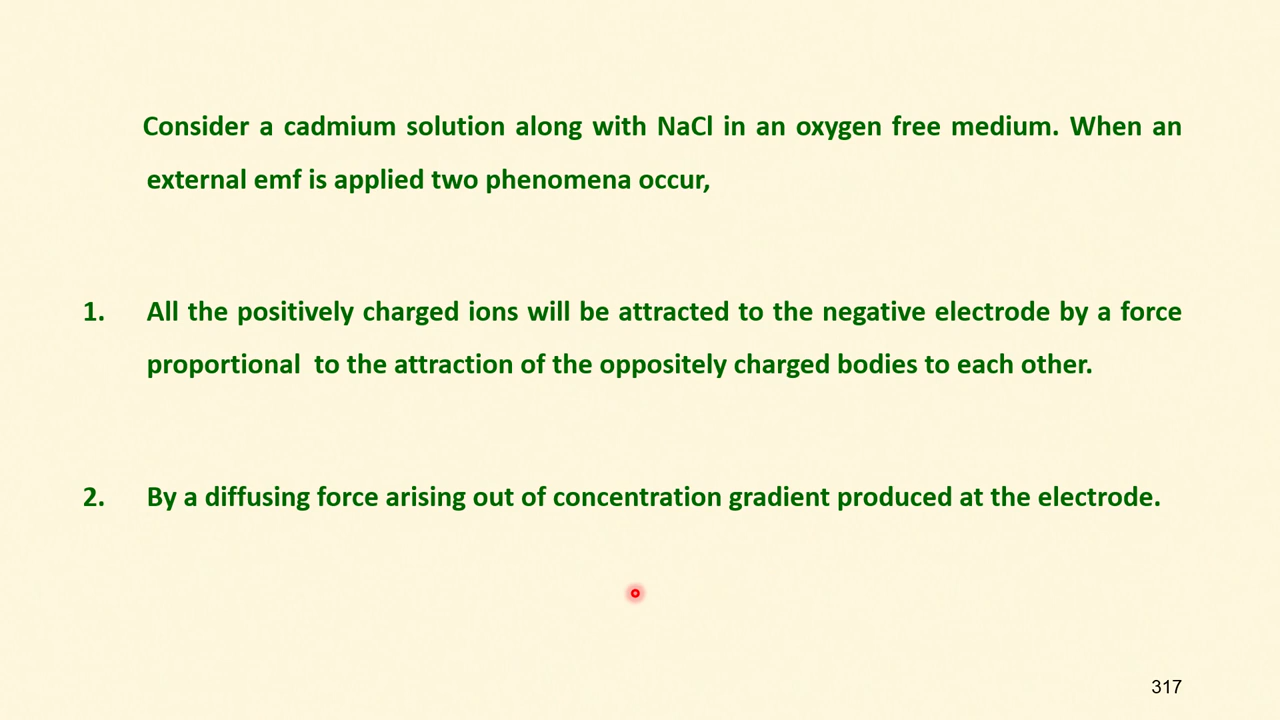 Consider a cadmium solution along with NaCl in an oxygen free medium. When an
external emf is applied two phenomena occur,
1. All the positively charged ions will be attracted to the negative electrode by a force
proportional to the attraction of the oppositely charged bodies to each other.
2. By a diffusing force arising out of concentration gradient produced at the electrode.
317